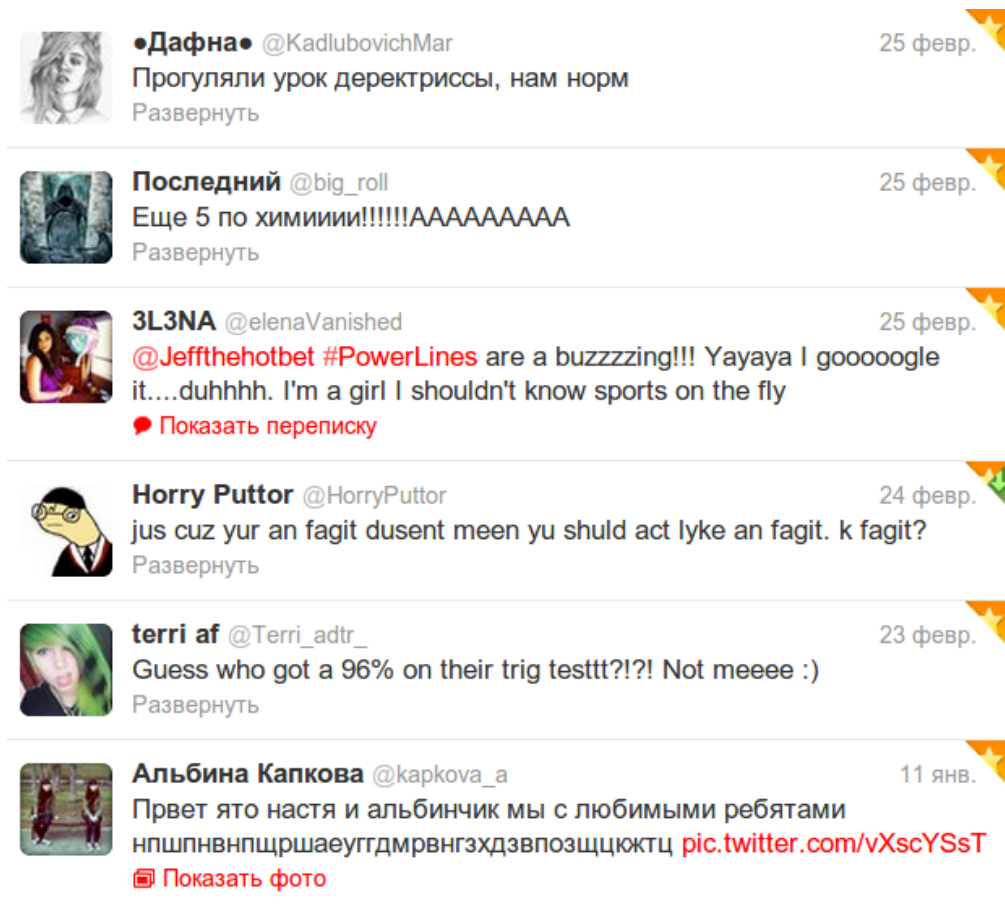 ●Дафна● @KadlubovichMar 25 февр.
Прогуляли урок деректриссы, нам норм
Развернуть
Последний @big_roll 25 февр.
Еще 5 по химииии!!!!!!ААААААААА
Развернуть
3L3NA @elenaVanished 25 февр.
@Jeffthehotbet #PowerLines are a buzzzzing!!! Yayaya I gooooogle
it....duhhhh. I'm a girl I shouldn't know sports on the fly
Показать переписку
Horry Puttor @HorryPuttor 24 февр.
jus cuz yur an fagit dusent meen yu shuld act lyke an fagit. k fagit?
Развернуть
terri af @Terri_adtr_ 23 февр.
Guess who got a 96% on their trig testtt?!?! Not meeee :)
Развернуть
Альбина Капкова @kapkova_a 11 янв.
Првет ято настя и альбинчик мы с любимыми ребятами
нпшпнвнпщршаеуггдмрвнгзхдзвпозщцкжтц pic.twitter.com/vXscYSsT
Показать фото